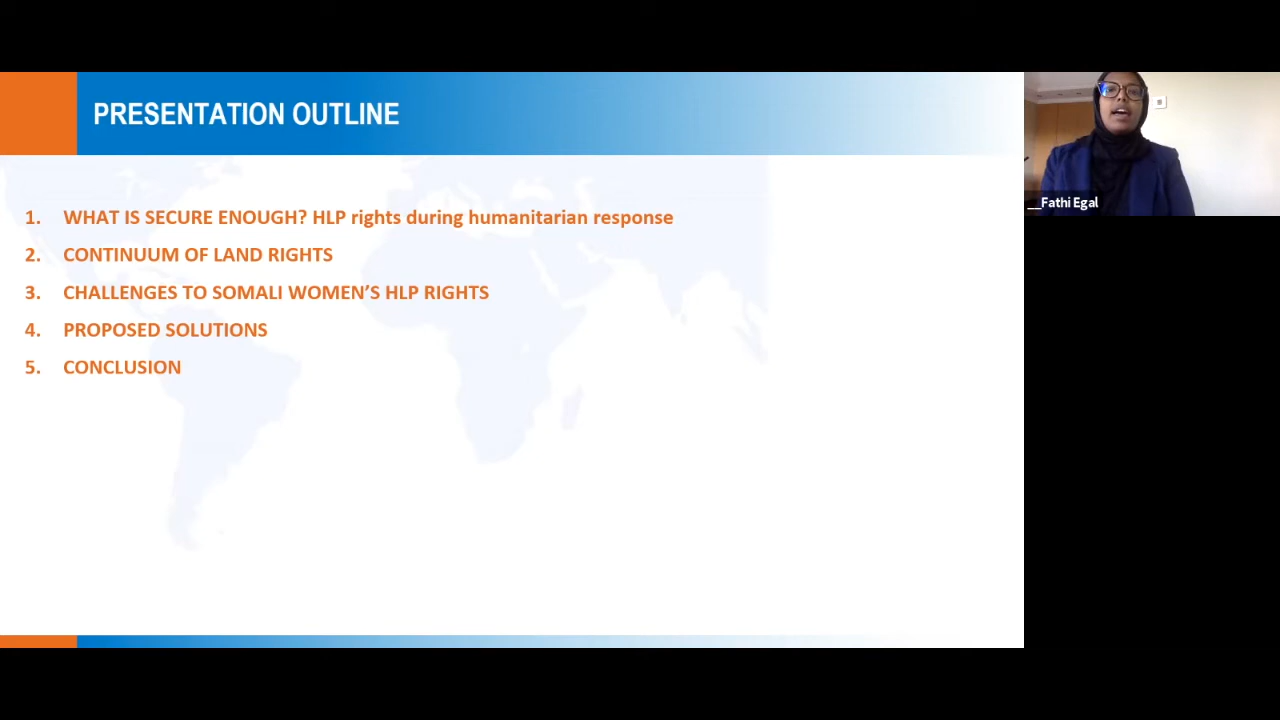 PRESENTATION OUTLINE
1. WHAT IS SECURE ENOUGH? HLP rights during humanitarian response
2. CONTINUUM OF LAND RIGHTS
3. CHALLENGES TO SOMALI WOMEN’S HLP RIGHTS
4. PROPOSED SOLUTIONS
5. CONCLUSION
__Fathi Egal